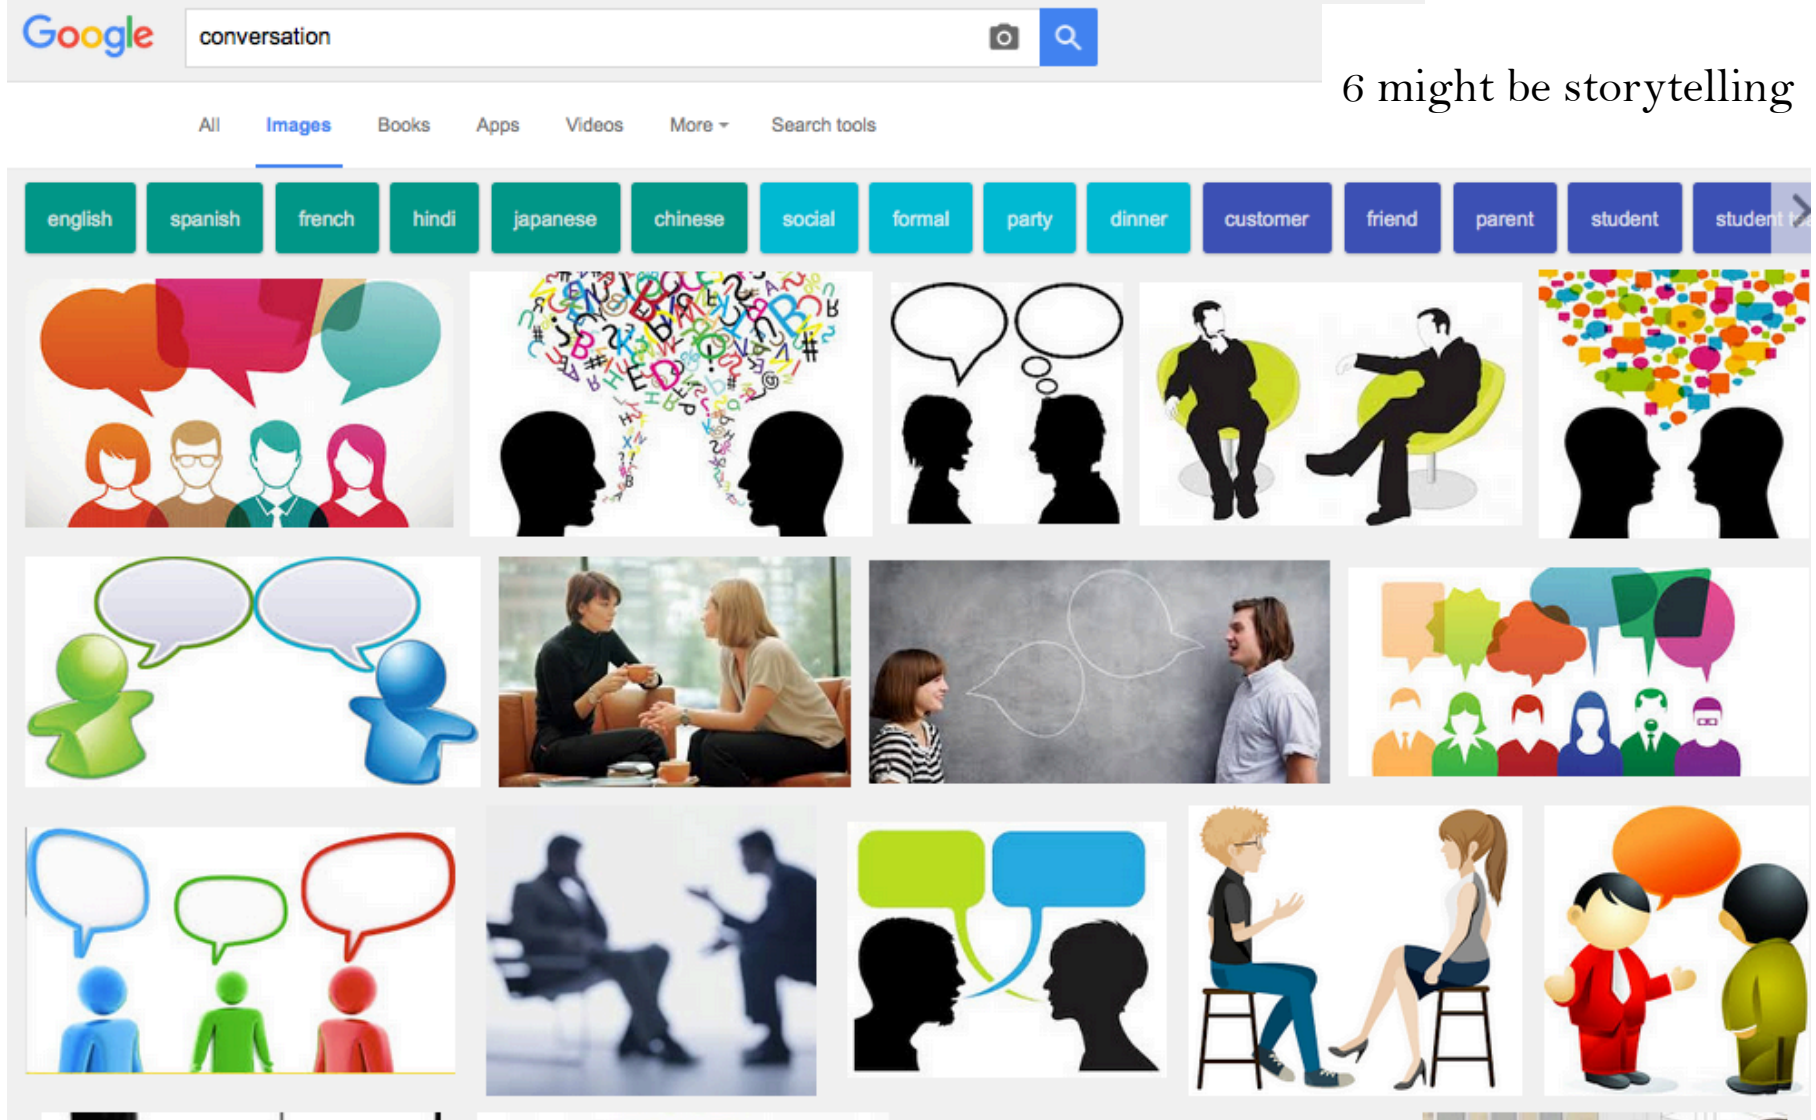 Google
conversation
6 might be storytelling
All Images Books Apps Videos More Search tools
english spanish french hindi japanese chinese social formal party dinner customer friend parent student student